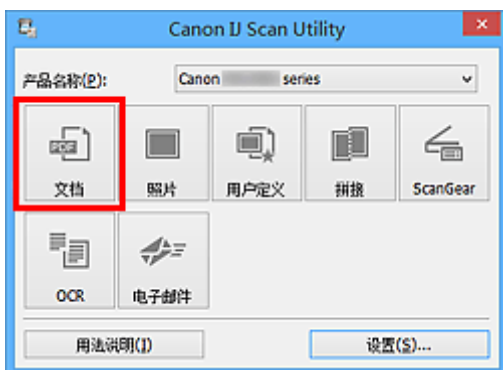 Canon IJ Scan Utility
产品名称(P): Canon series
PDF
文档 照片 用户定义 拼接 ScanGear
OCR 电子邮件
用法说明(I) 设置(S)...